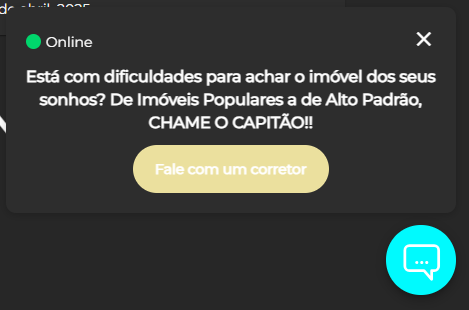 de abril, 2025
Online
Está com dificuldades para achar o imóvel dos seus
sonhos? De Imóveis Populares a de Alto Padrão,
CHAME O CAPITÃO!!
Fale com um corretor